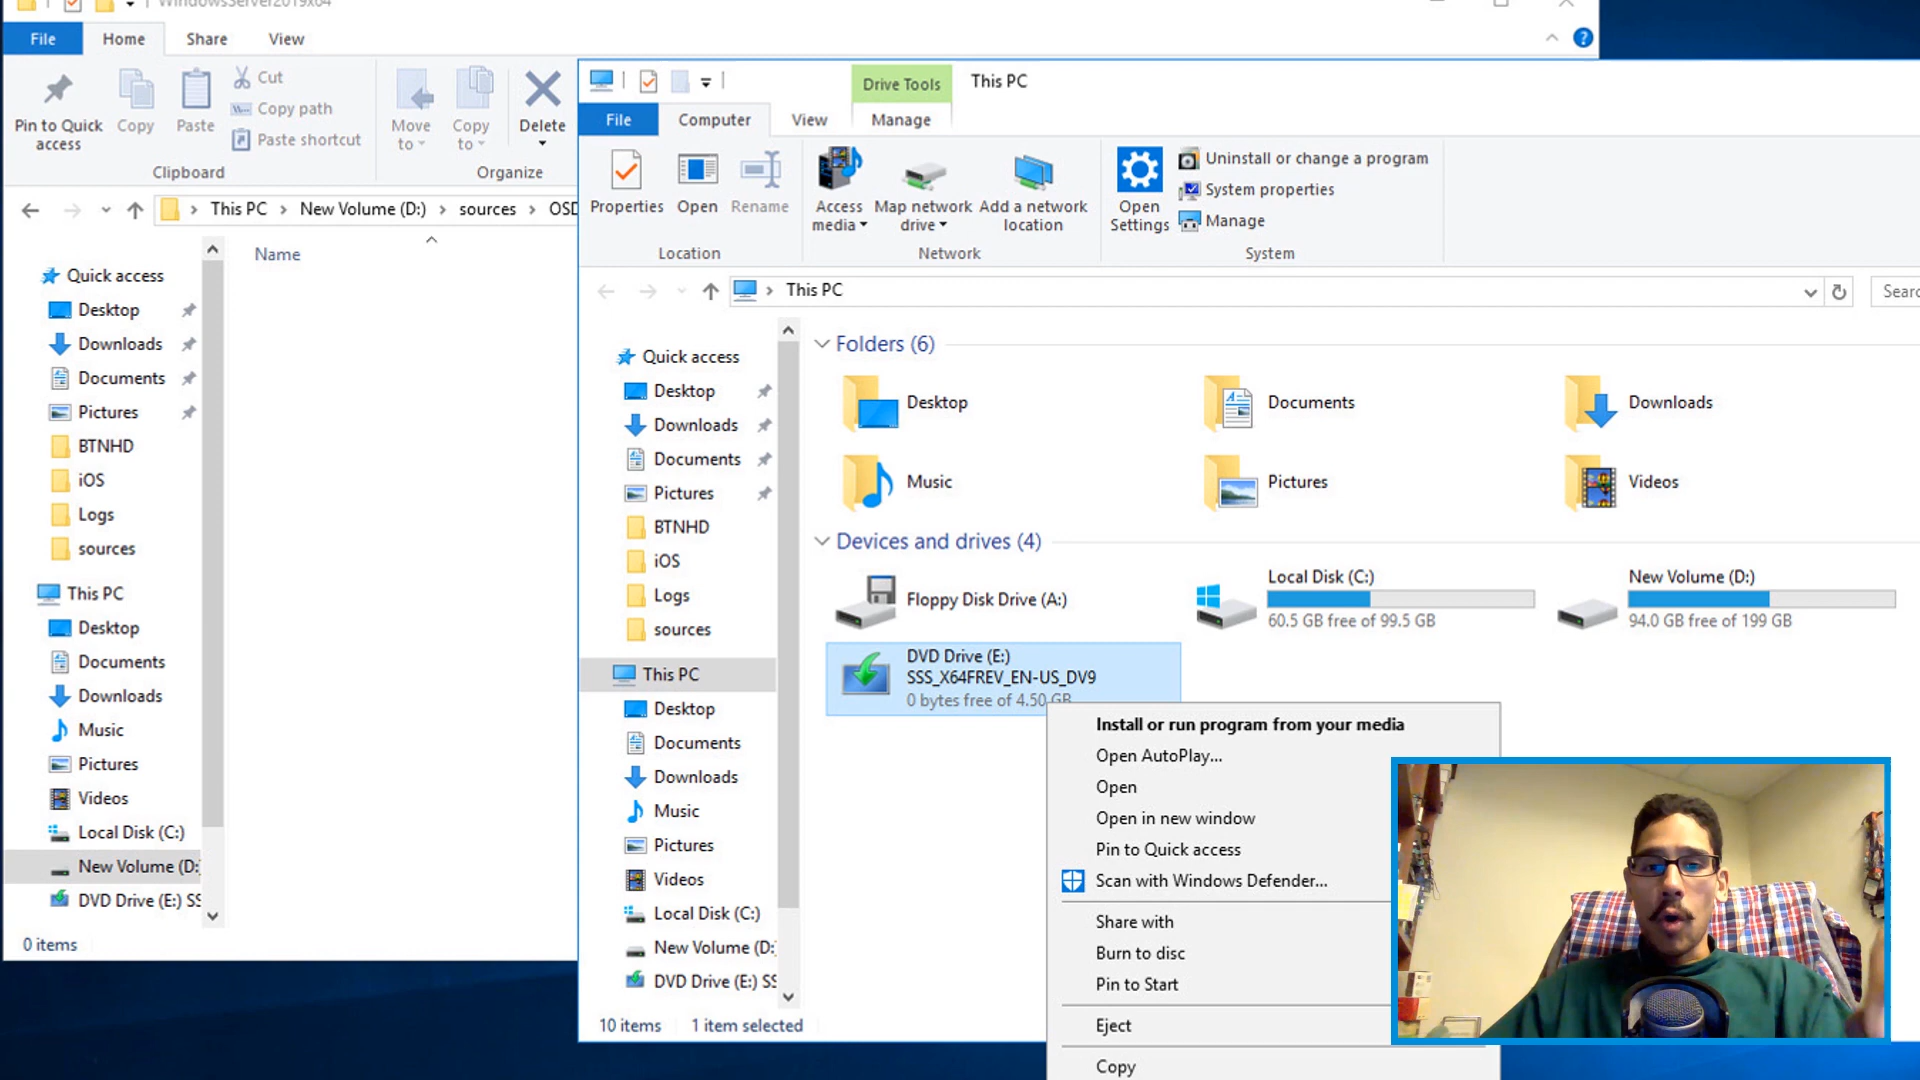 WindowsServer2019x64
File Home Share View
Pin to Quick access
Copy
Paste
Cut
Copy path
Paste shortcut
Move to
Copy to
Delete
Clipboard
Organize
This PC New Volume (D:) sources OSD
Name
Quick access
Desktop
Downloads
Documents
Pictures
BTNHD
iOS
Logs
sources
This PC
Desktop
Documents
Downloads
Music
Pictures
Videos
Local Disk (C:)
New Volume (D:
DVD Drive (E:) SS
0 items
Drive Tools This PC
File Computer View Manage
Properties
Open
Rename
Access media
Map network drive
Add a network location
Open Settings
Uninstall or change a program
System properties
Manage
Location
Network
System
This PC
Searc
Quick access
Desktop
Downloads
Documents
Pictures
BTNHD
iOS
Logs
sources
This PC
Desktop
Documents
Downloads
Music
Pictures
Videos
Local Disk (C:)
New Volume (D:
DVD Drive (E:) SS
Folders (6)
Desktop
Documents
Downloads
Music
Pictures
Videos
Devices and drives (4)
Floppy Disk Drive (A:)
Local Disk (C:)
60.5 GB free of 99.5 GB
New Volume (D:)
94.0 GB free of 199 GB
DVD Drive (E:)
SSS_X64FREV_EN-US_DV9
0 bytes free of 4.50 GB
Install or run program from your media
Open AutoPlay...
Open
Open in new window
Pin to Quick access
Scan with Windows Defender...
Share with
Burn to disc
Pin to Start
Eject
Copy
10 items 1 item selected